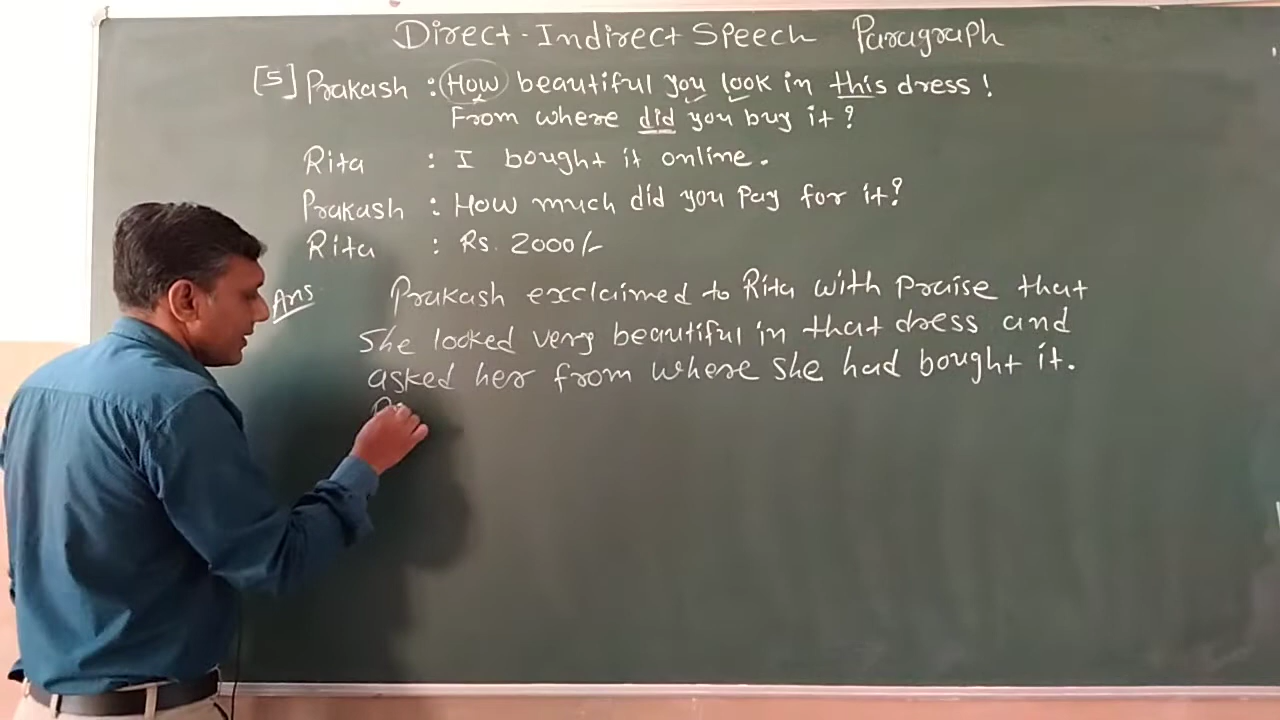 Direct-Indirect Speech Paragraph
[5] Prakash : How beautiful you look in this dress!
From where did you buy it?
Rita : I bought it online.
Prakash : How much did you pay for it?
Rita : Rs. 2000/-
Ans Prakash exclaimed to Rita with praise that
She looked very beautiful in that dress and
asked her from where she had bought it.